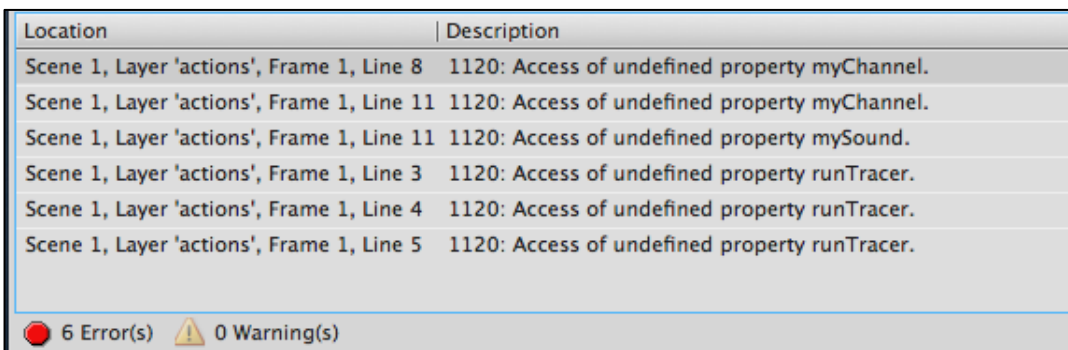 Location Description
Scene 1, Layer 'actions', Frame 1, Line 8 1120: Access of undefined property myChannel.
Scene 1, Layer 'actions', Frame 1, Line 11 1120: Access of undefined property myChannel.
Scene 1, Layer 'actions', Frame 1, Line 11 1120: Access of undefined property mySound.
Scene 1, Layer 'actions', Frame 1, Line 3 1120: Access of undefined property runTracer.
Scene 1, Layer 'actions', Frame 1, Line 4 1120: Access of undefined property runTracer.
Scene 1, Layer 'actions', Frame 1, Line 5 1120: Access of undefined property runTracer.
6 Error(s) 0 Warning(s)